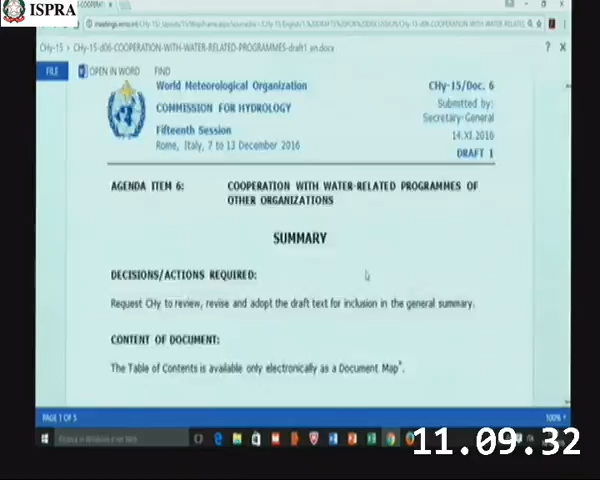 ISPRA
CHy-15 › CHy-15-d06-COOPERATION-WITH-WATER-RELATED-PROGRAMMES-draft1_en.docx
? ×
FILE
OPEN IN WORD FIND
World Meteorological Organization
COMMISSION FOR HYDROLOGY
Fifteenth Session
Rome, Italy, 7 to 13 December 2016
CHy-15/Doc. 6
Submitted by:
Secretary-General
14.XI.2016
DRAFT 1
AGENDA ITEM 6: COOPERATION WITH WATER-RELATED PROGRAMMES OF
OTHER ORGANIZATIONS
SUMMARY
DECISIONS/ACTIONS REQUIRED:
Request CHy to review, revise and adopt the draft text for inclusion in the general summary.
CONTENT OF DOCUMENT:
The Table of Contents is available only electronically as a Document Map*.
PAGE 1 OF 5
100%
11.09.32